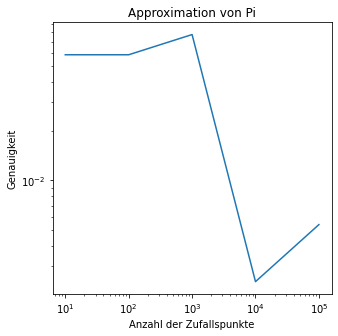 Approximation von Pi
Genauigkeit
10⁻²
10¹ 10² 10³ 10⁴ 10⁵
Anzahl der Zufallspunkte